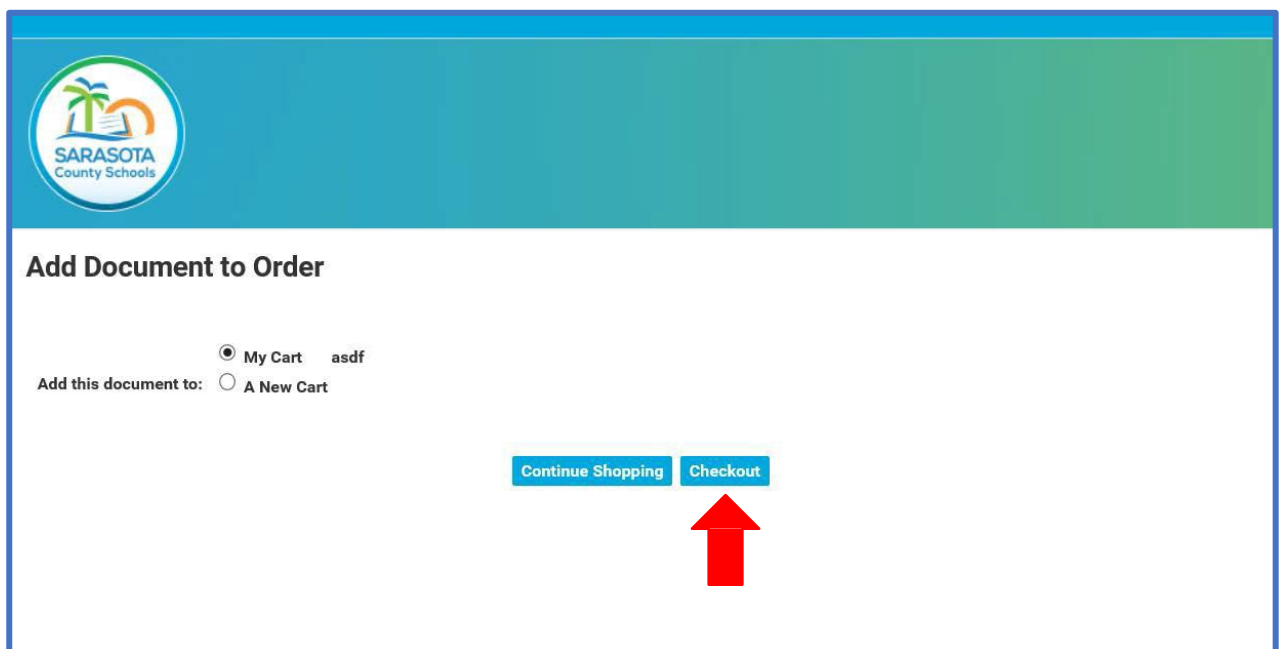 SARASOTA
County Schools
Add Document to Order
My Cart asdf
Add this document to: A New Cart
Continue Shopping Checkout